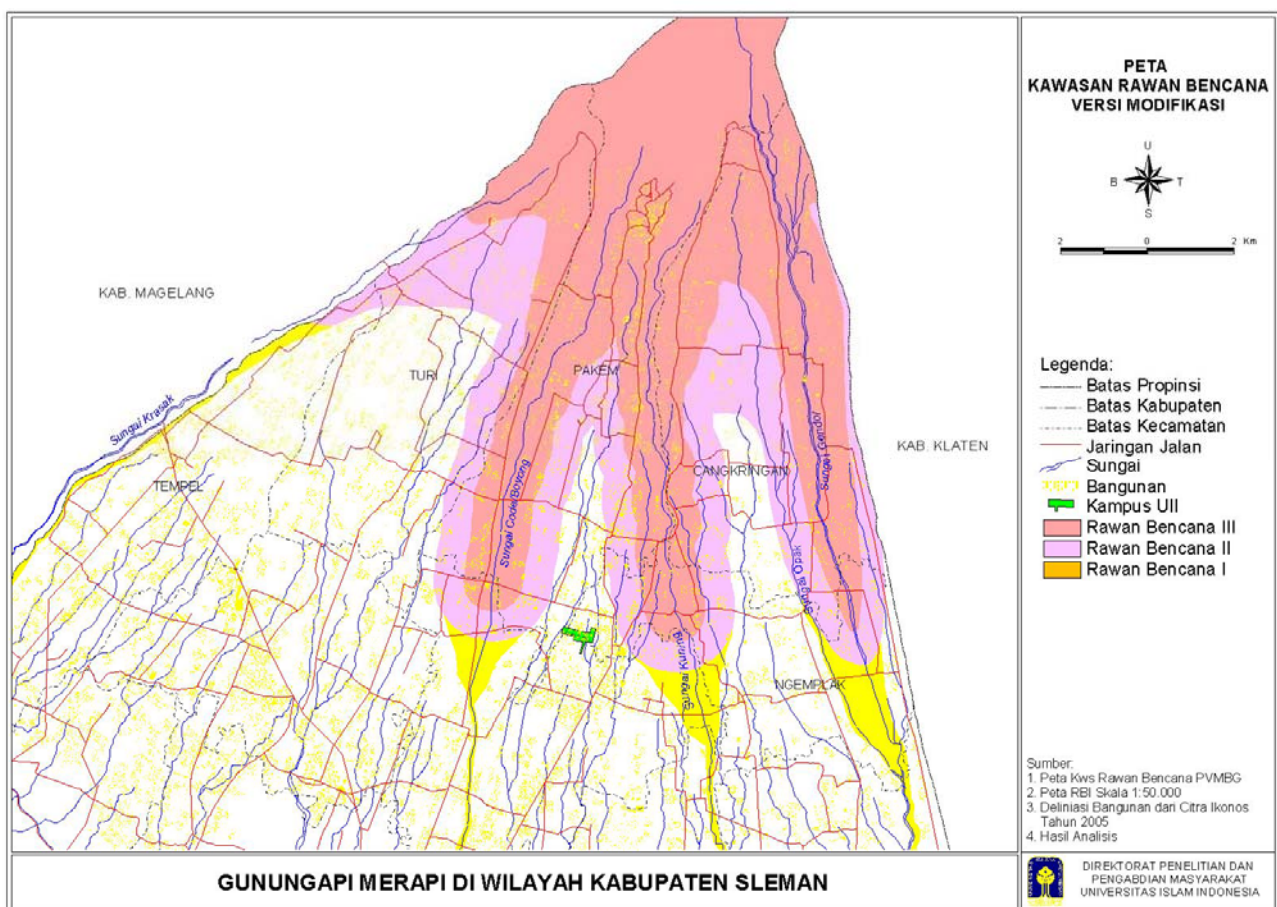 PETA
KAWASAN RAWAN BENCANA
VERSI MODIFIKASI
U
B
T
S
2
0
2 Km
Legenda:
Batas Propinsi
Batas Kabupaten
Batas Kecamatan
Jaringan Jalan
Sungai
Bangunan
Kampus UII
Rawan Bencana III
Rawan Bencana II
Rawan Bencana I
Sumber:
1. Peta Kws Rawan Bencana PVMBG
2. Peta RBI Skala 1:50.000
3. Deliniasi Bangunan dari Citra Ikonos
Tahun 2005
4. Hasil Analisis
DIREKTORAT PENELITIAN DAN
PENGABDIAN MASYARAKAT
UNIVERSITAS ISLAM INDONESIA
KAB. MAGELANG
TURI
PAKEM
Sungai Krasak
TEMPEL
CANGKRINGAN
KAB. KLATEN
Sungai Gendol
Sungai Code/Boyong
Sungai Opak
Sungai Kuning
NGEMPLAK
GUNUNGAPI MERAPI DI WILAYAH KABUPATEN SLEMAN